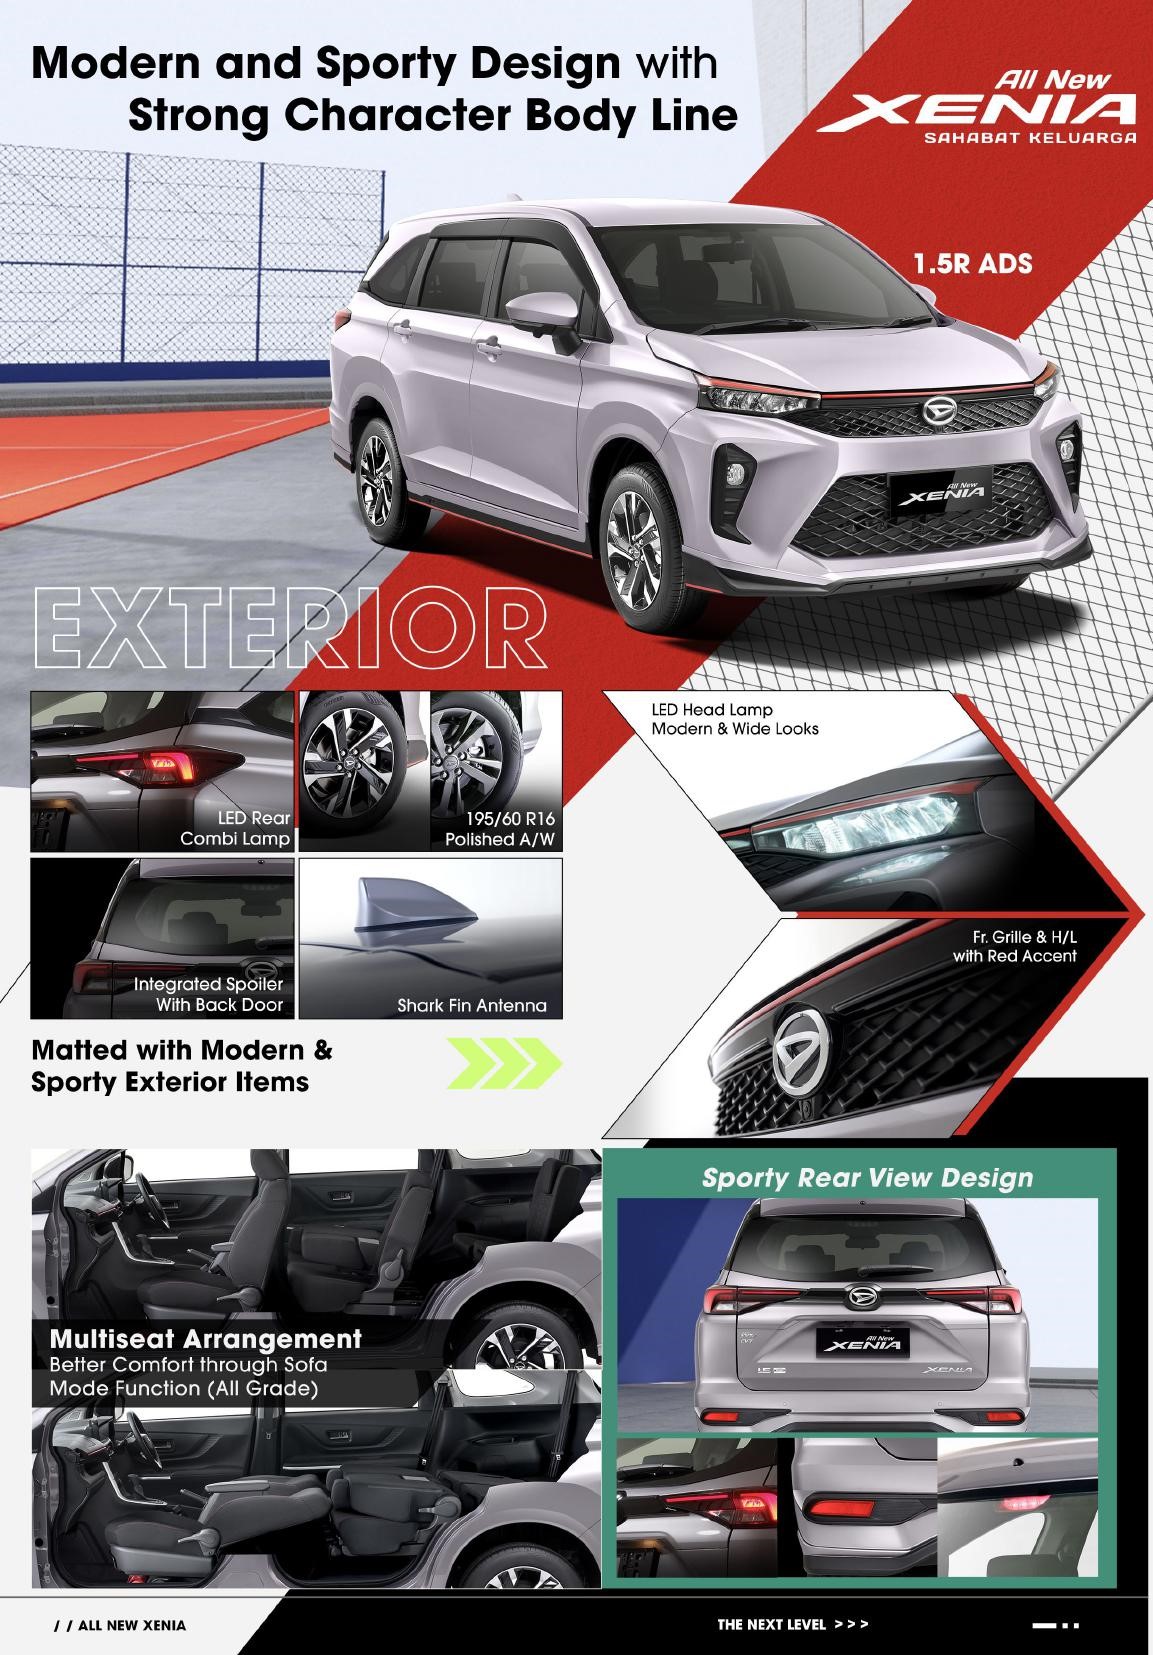 Modern and Sporty Design with
Strong Character Body Line
All New
XENIA
SAHABAT KELUARGA
1.5R ADS
All New
XENIA
EXTERIOR
LED Rear
Combi Lamp
195/60 R16
Polished A/W
Integrated Spoiler
With Back Door
Shark Fin Antenna
LED Head Lamp
Modern & Wide Looks
Fr. Grille & H/L
with Red Accent
Matted with Modern &
Sporty Exterior Items
Multiseat Arrangement
Better Comfort through Sofa
Mode Function (All Grade)
Sporty Rear View Design
All New
XENIA
XENIA
/ / ALL NEW XENIA
THE NEXT LEVEL > > >